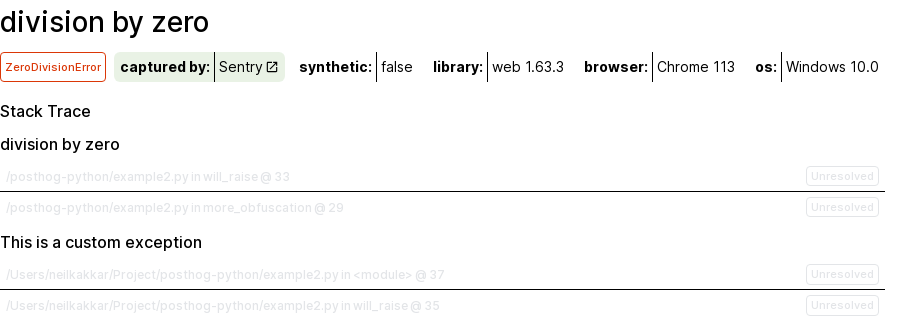 division by zero
ZeroDivisionError captured by: Sentry synthetic: false library: web 1.63.3 browser: Chrome 113 os: Windows 10.0
Stack Trace
division by zero
/posthog-python/example2.py in will_raise @ 33 Unresolved
/posthog-python/example2.py in more_obfuscation @ 29 Unresolved
This is a custom exception
/Users/neilkakkar/Project/posthog-python/example2.py in <module> @ 37 Unresolved
/Users/neilkakkar/Project/posthog-python/example2.py in will_raise @ 35 Unresolved